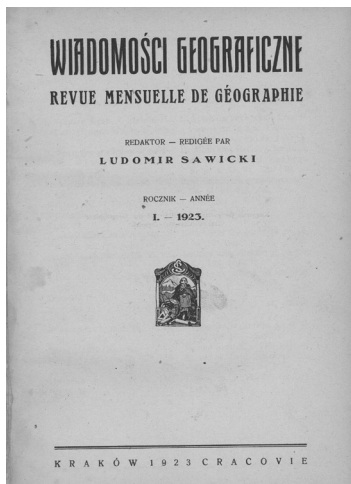 WIADOMOŚCI GEOGRAFICZNE
REVUE MENSUELLE DE GÉOGRAPHIE
REDAKTOR — REDIGÉE PAR
LUDOMIR SAWICKI
ROCZNIK — ANNÉE
I. — 1923.
KRAKÓW 1923 CRACOVIE